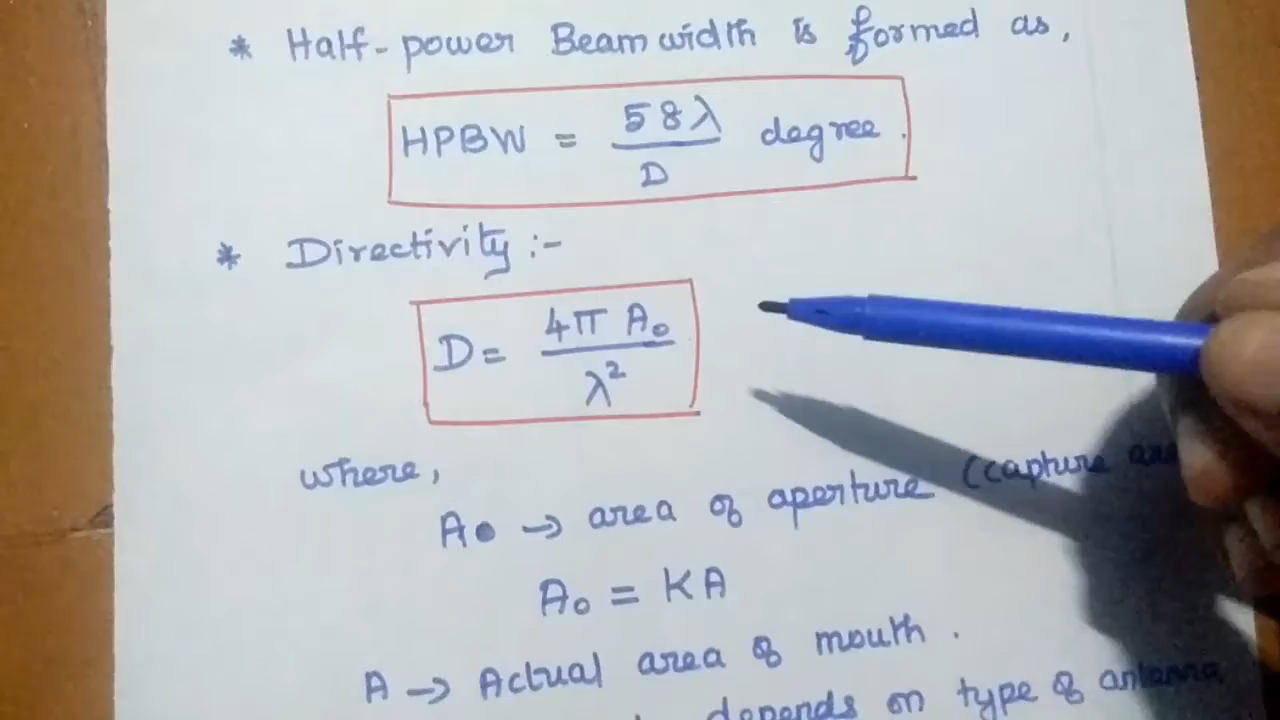 * Half-power Beamwidth is formed as,
HPBW = 58λ / D degree.
* Directivity :-
D = 4π A₀ / λ²
where,
A₀ → area of aperture (capture
A₀ = KA
A → Actual area of mouth.
depends on type of antenna